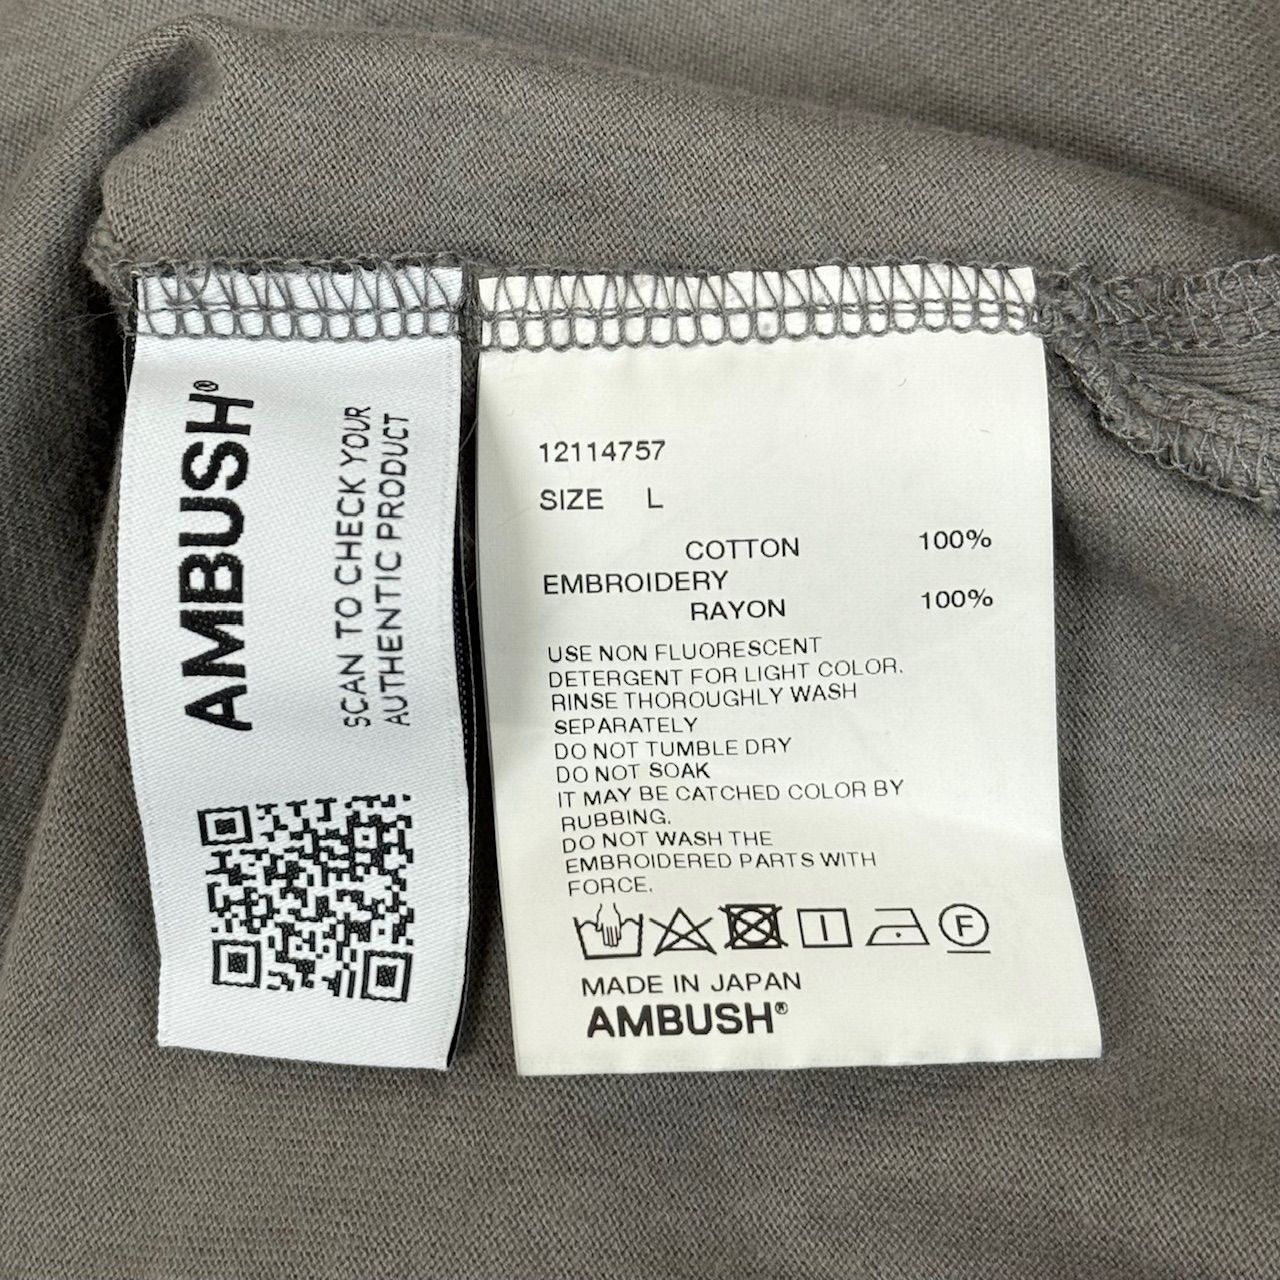 AMBUSH®
SCAN TO CHECK YOUR
AUTHENTIC PRODUCT
12114757
SIZE L
COTTON 100%
EMBROIDERY
RAYON 100%
USE NON FLUORESCENT
DETERGENT FOR LIGHT COLOR.
RINSE THOROUGHLY WASH
SEPARATELY
DO NOT TUMBLE DRY
DO NOT SOAK
IT MAY BE CATCHED COLOR BY
RUBBING.
DO NOT WASH THE
EMBROIDERED PARTS WITH
FORCE.
F
MADE IN JAPAN
AMBUSH®